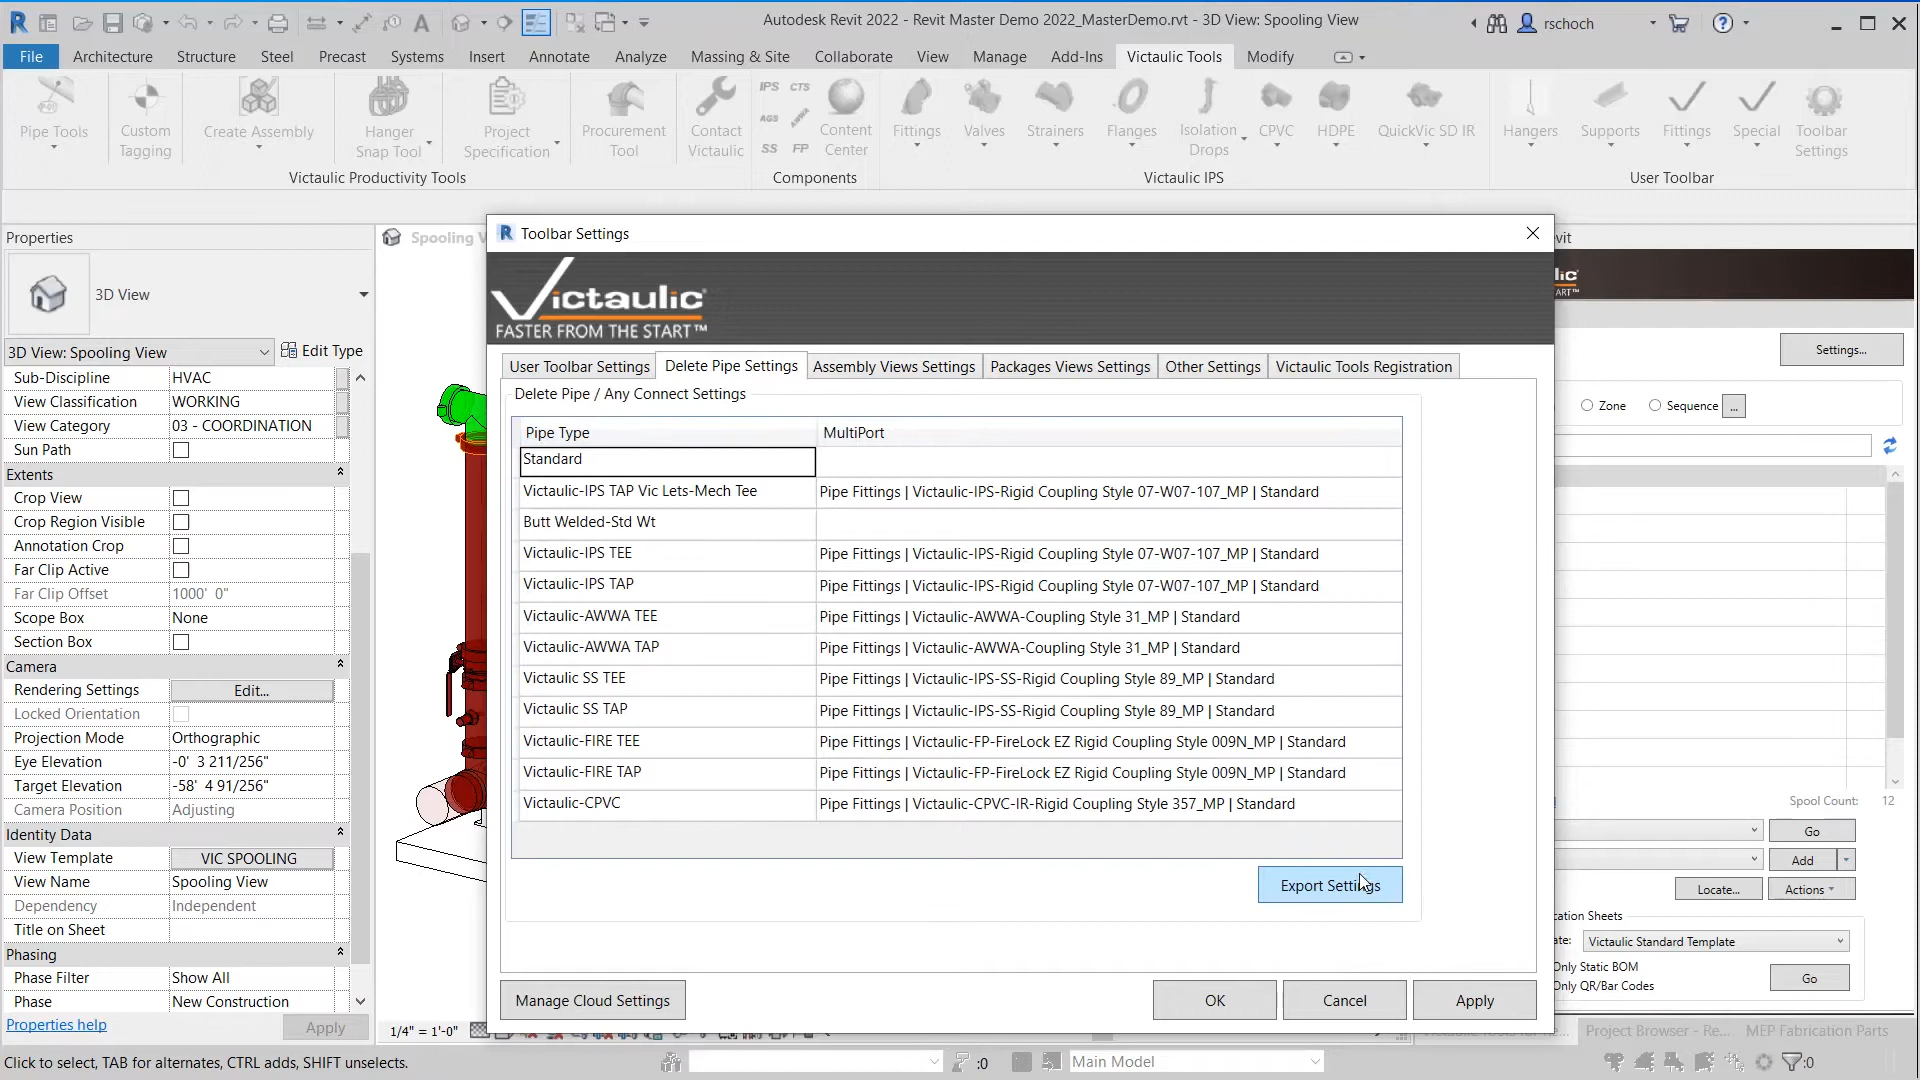 Autodesk Revit 2022 - Revit Master Demo 2022_MasterDemo.rvt - 3D View: Spooling View
rschoch
File
Architecture
Structure
Steel
Precast
Systems
Insert
Annotate
Analyze
Massing & Site
Collaborate
View
Manage
Add-Ins
Victaulic Tools
Modify
Pipe Tools
Custom Tagging
Create Assembly
Hanger Snap Tool
Project Specification
Procurement Tool
Contact Victaulic
IPS CTS
AGS
SS FP
Content Center
Fittings
Valves
Strainers
Flanges
Isolation Drops
CPVC
HDPE
QuickVic SD IR
Hangers
Supports
Fittings
Special
Toolbar Settings
Victaulic Productivity Tools
Components
Victaulic IPS
User Toolbar
Properties
3D View
3D View: Spooling View
Edit Type
Sub-Discipline HVAC
View Classification WORKING
View Category 03 - COORDINATION
Sun Path
Extents
Crop View
Crop Region Visible
Annotation Crop
Far Clip Active
Far Clip Offset 1000' 0"
Scope Box None
Section Box
Camera
Rendering Settings Edit...
Locked Orientation
Projection Mode Orthographic
Eye Elevation -0' 3 211/256"
Target Elevation -58' 4 91/256"
Camera Position Adjusting
Identity Data
View Template VIC SPOOLING
View Name Spooling View
Dependency Independent
Title on Sheet
Phasing
Phase Filter Show All
Phase New Construction
Properties help
Apply
Spooling V
Toolbar Settings
Victaulic
FASTER FROM THE START™
User Toolbar Settings
Delete Pipe Settings
Assembly Views Settings
Packages Views Settings
Other Settings
Victaulic Tools Registration
Delete Pipe / Any Connect Settings
Pipe Type MultiPort
Standard
Victaulic-IPS TAP Vic Lets-Mech Tee Pipe Fittings | Victaulic-IPS-Rigid Coupling Style 07-W07-107_MP | Standard
Butt Welded-Std Wt
Victaulic-IPS TEE Pipe Fittings | Victaulic-IPS-Rigid Coupling Style 07-W07-107_MP | Standard
Victaulic-IPS TAP Pipe Fittings | Victaulic-IPS-Rigid Coupling Style 07-W07-107_MP | Standard
Victaulic-AWWA TEE Pipe Fittings | Victaulic-AWWA-Coupling Style 31_MP | Standard
Victaulic-AWWA TAP Pipe Fittings | Victaulic-AWWA-Coupling Style 31_MP | Standard
Victaulic SS TEE Pipe Fittings | Victaulic-IPS-SS-Rigid Coupling Style 89_MP | Standard
Victaulic SS TAP Pipe Fittings | Victaulic-IPS-SS-Rigid Coupling Style 89_MP | Standard
Victaulic-FIRE TEE Pipe Fittings | Victaulic-FP-FireLock EZ Rigid Coupling Style 009N_MP | Standard
Victaulic-FIRE TAP Pipe Fittings | Victaulic-FP-FireLock EZ Rigid Coupling Style 009N_MP | Standard
Victaulic-CPVC Pipe Fittings | Victaulic-CPVC-IR-Rigid Coupling Style 357_MP | Standard
Export Settings
Manage Cloud Settings
OK
Cancel
Apply
vit
lic
ART™
Settings...
Zone
Sequence
...
Spool Count: 12
Go
Add
Locate...
Actions
cation Sheets
ate: Victaulic Standard Template
Only Static BOM
Only QR/Bar Codes
Go
1/4" = 1'-0"
Project Browser - Re...
MEP Fabrication Parts
Click to select, TAB for alternates, CTRL adds, SHIFT unselects.
:0
Main Model
:0